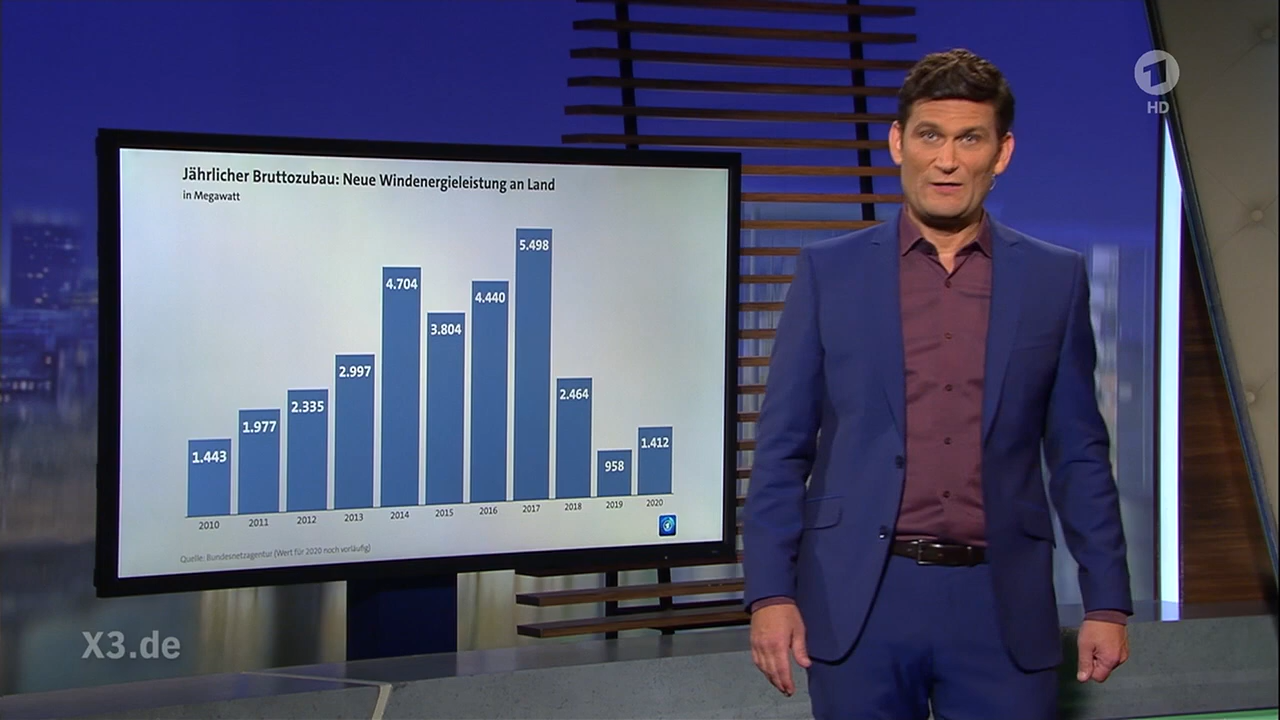 Jährlicher Bruttozubau: Neue Windenergieleistung an Land
in Megawatt
1.443
1.977
2.335
2.997
4.704
3.804
4.440
5.498
2.464
958
1.412
2010 2011 2012 2013 2014 2015 2016 2017 2018 2019 2020
Quelle: Bundesnetzagentur (Wert für 2020 noch vorläufig)
1
HD
X3.de